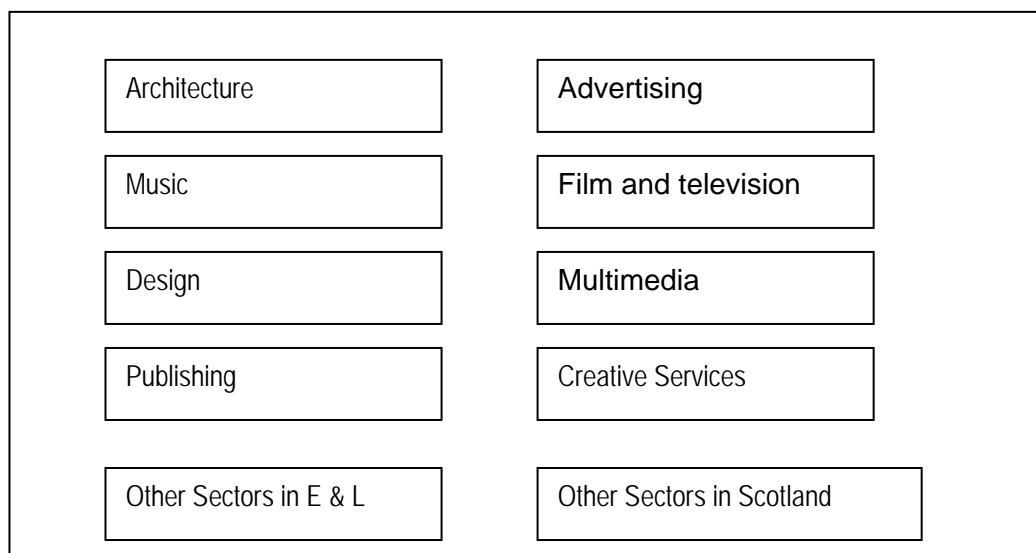 Architecture
Advertising
Music
Film and television
Design
Multimedia
Publishing
Creative Services
Other Sectors in E & L
Other Sectors in Scotland